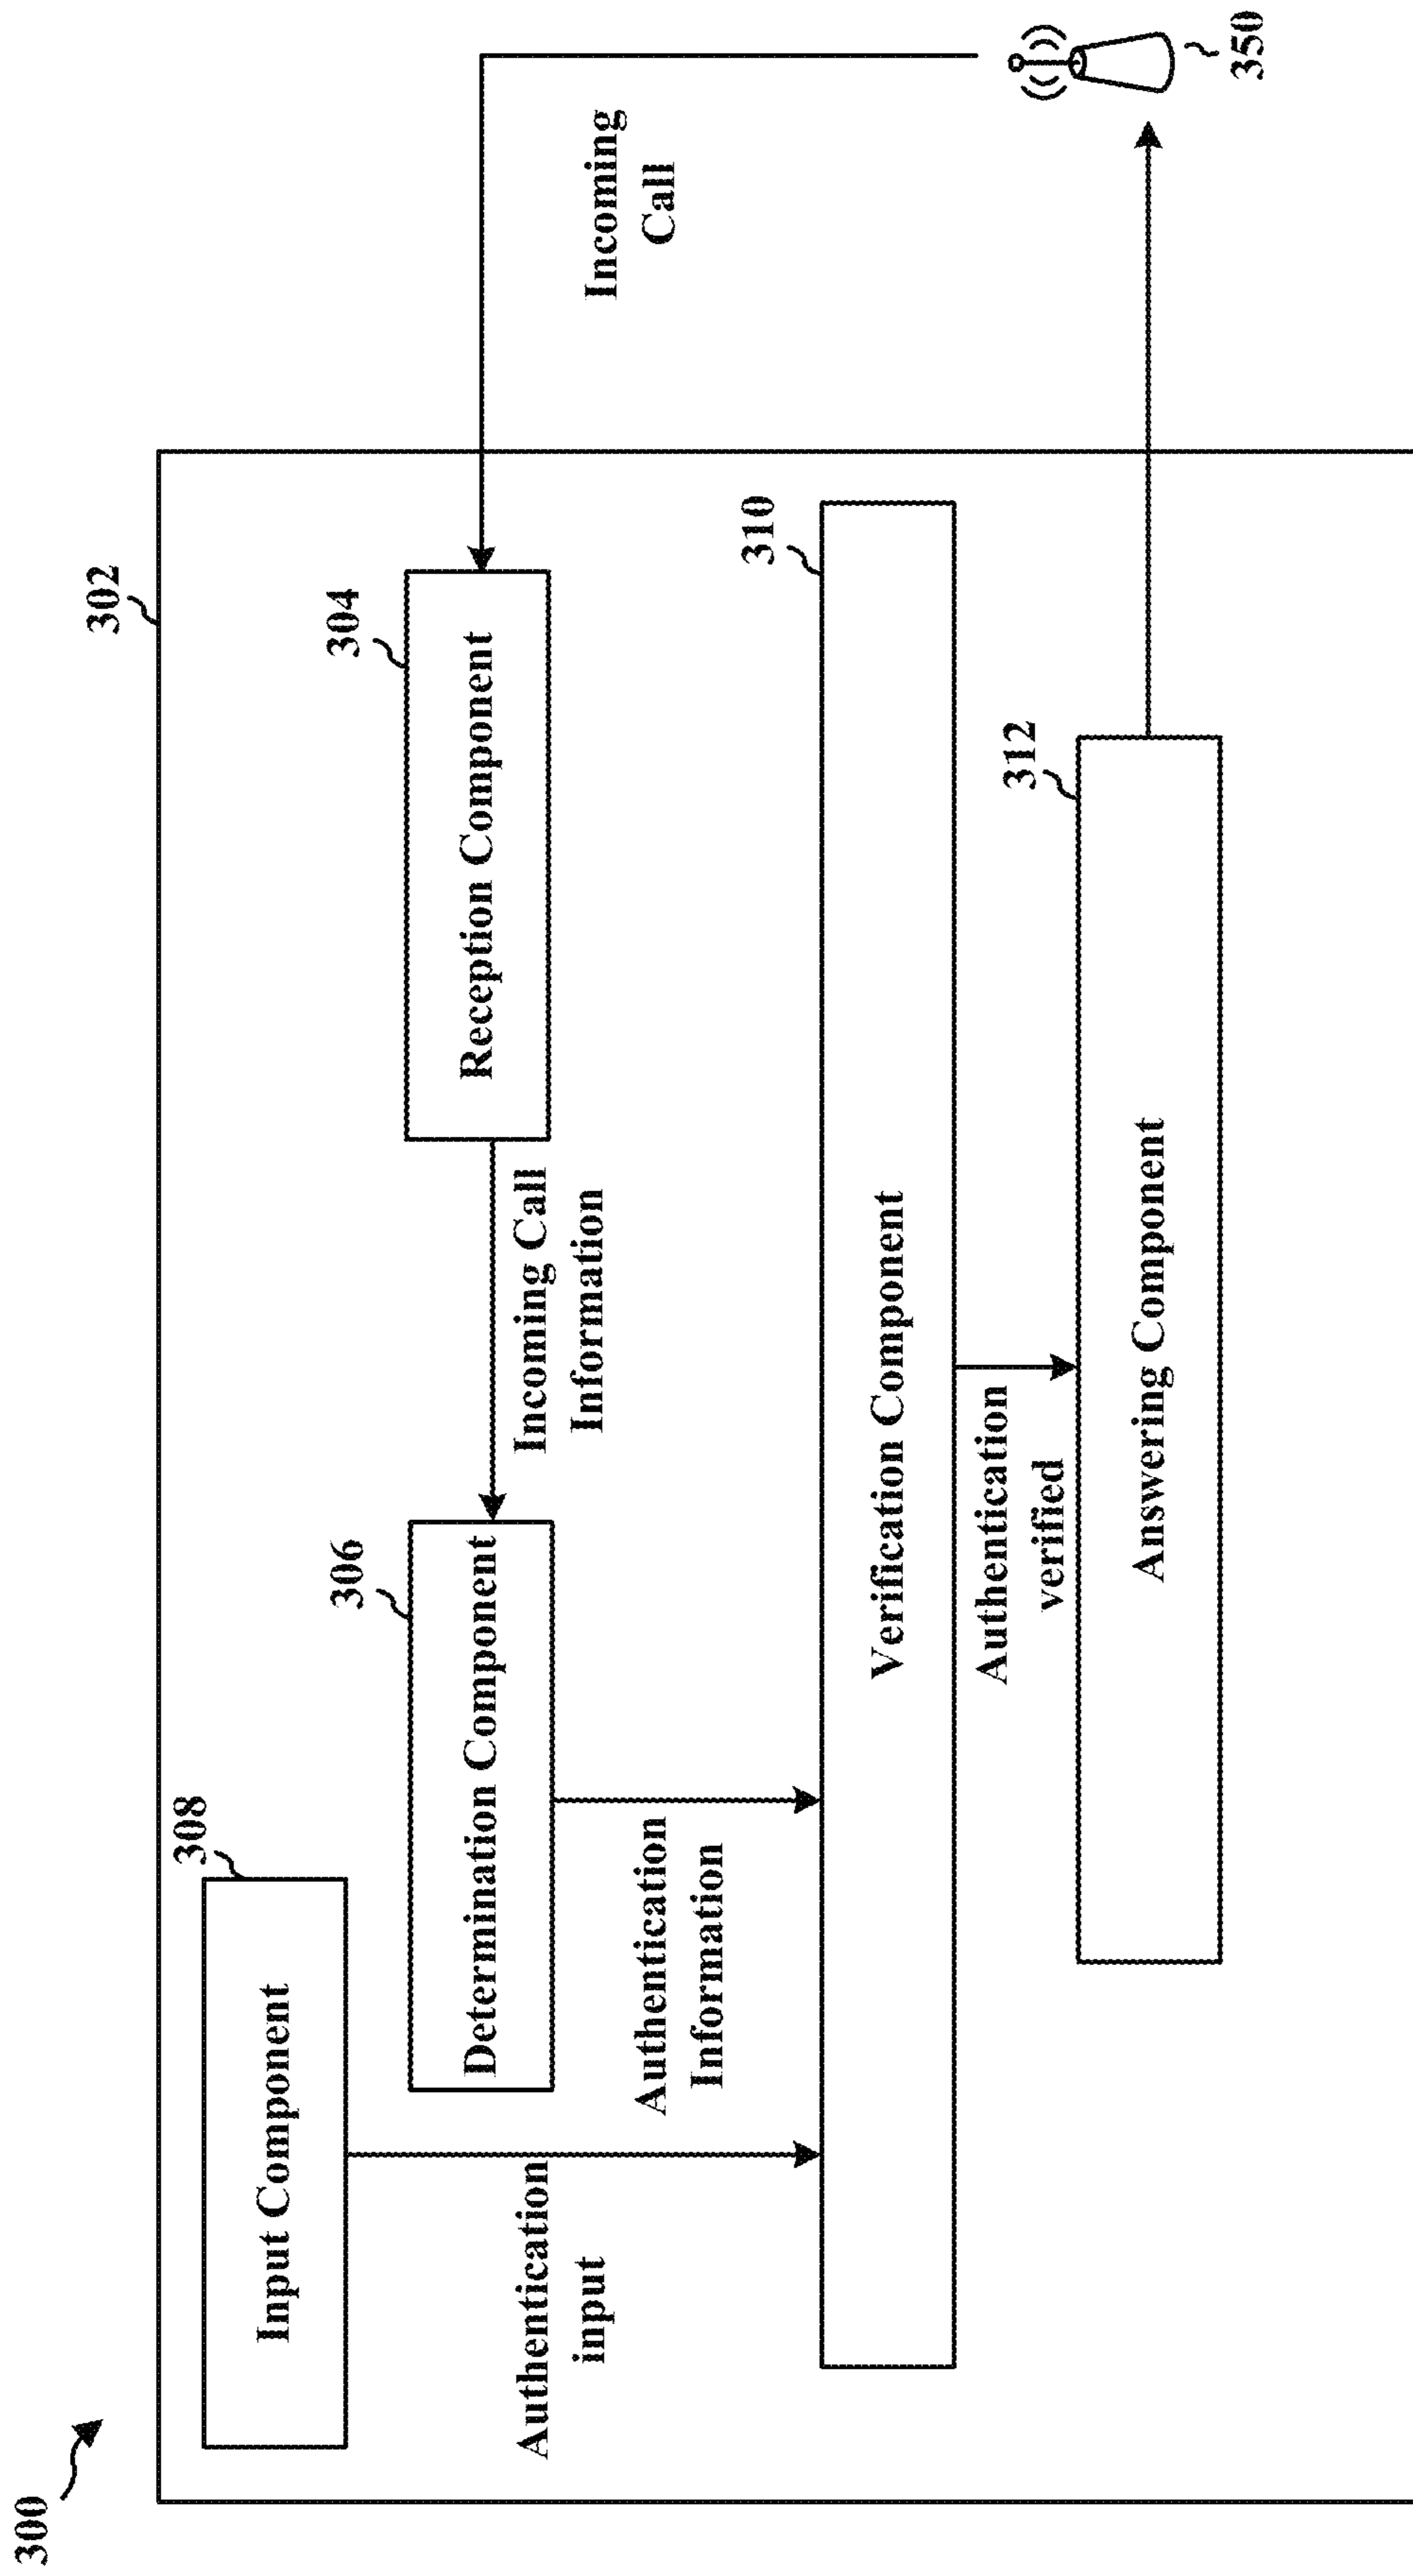 300
302
308
Input Component
306
Determination Component
304
Reception Component
Incoming Call
Information
Incoming
Call
Authentication
input
Authentication
Information
310
Verification Component
Authentication
verified
312
Answering Component
350